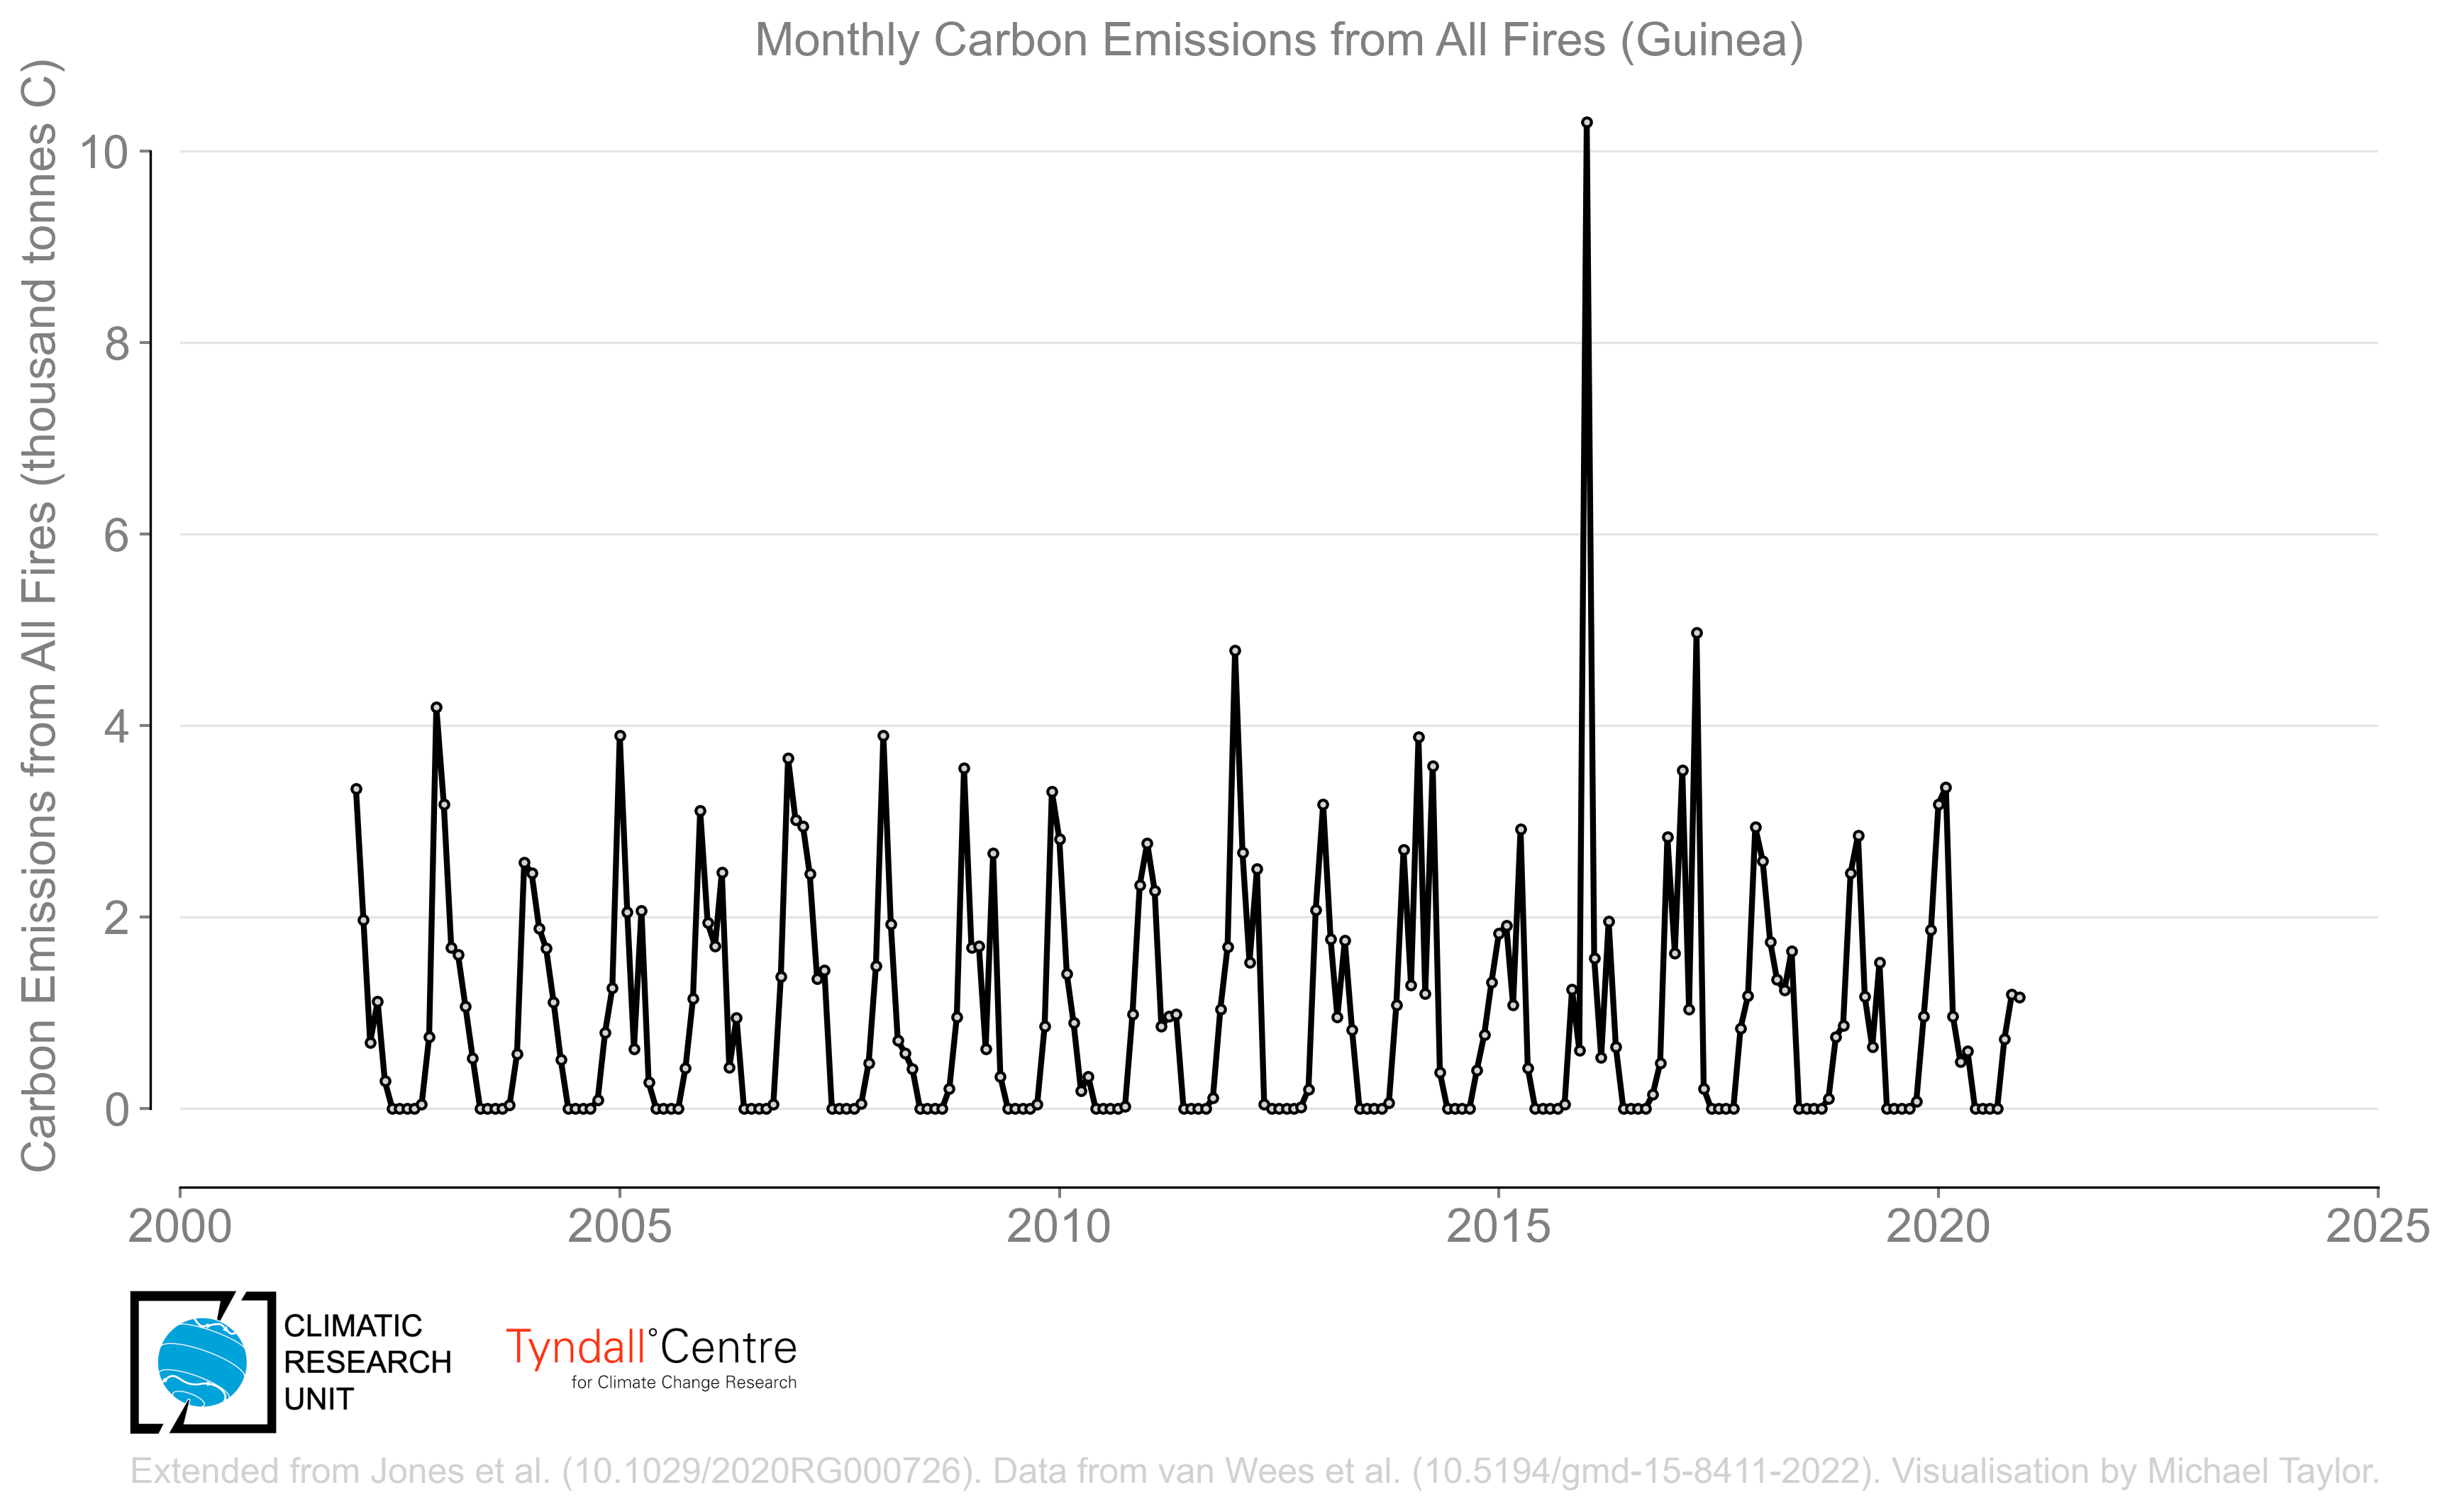 Monthly Carbon Emissions from All Fires (Guinea)
Carbon Emissions from All Fires (thousand tonnes C)
10
8
6
4
2
0
2000 2005 2010 2015 2020 2025
CLIMATIC
RESEARCH
UNIT
Tyndall°Centre
for Climate Change Research
Extended from Jones et al. (10.1029/2020RG000726). Data from van Wees et al. (10.5194/gmd-15-8411-2022). Visualisation by Michael Taylor.